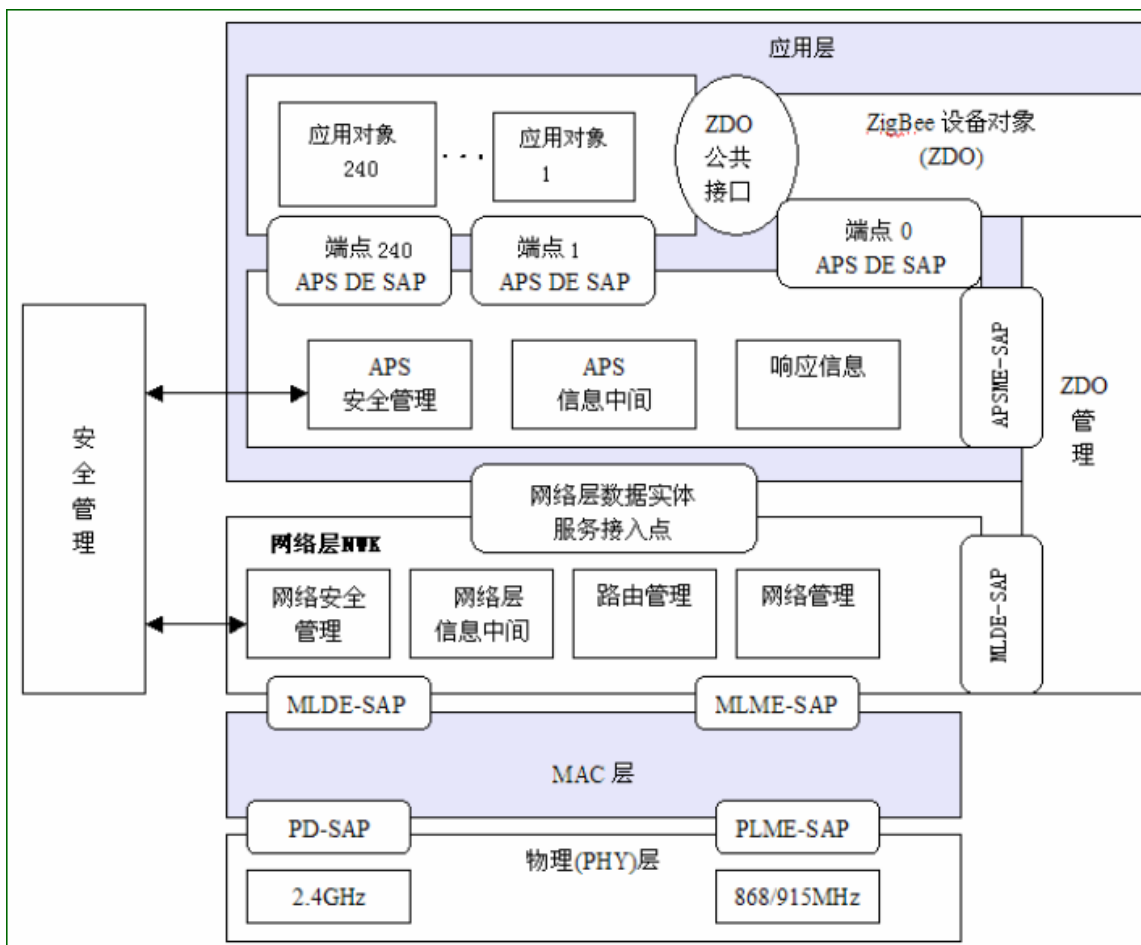 应用层
应用对象
240
···
应用对象
1
ZDO
公共
接口
ZigBee 设备对象
(ZDO)
端点 240
APS DE SAP
端点 1
APS DE SAP
端点 0
APS DE SAP
APS
安全管理
APS
信息中间
响应信息
APSME-SAP
ZDO
管
理
安
全
管
理
网络层数据实体
服务接入点
网络层NWK
网络安全
管理
网络层
信息中间
路由管理
网络管理
MLDE-SAP
MLDE-SAP
MLME-SAP
MAC 层
PD-SAP
PLME-SAP
物理(PHY)层
2.4GHz
868/915MHz